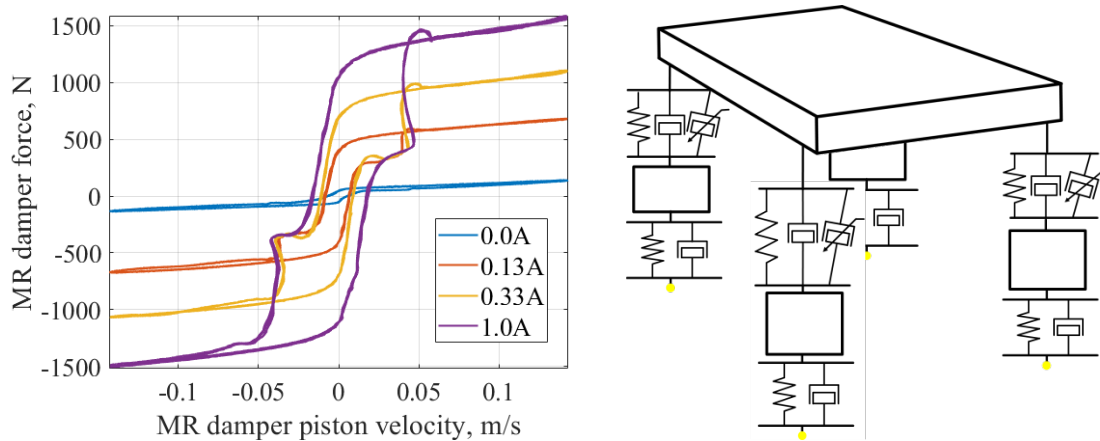 MR damper force, N
1500
1000
500
0
-500
-1000
-1500
0.0A
0.13A
0.33A
1.0A
-0.1
-0.05
0
0.05
0.1
MR damper piston velocity, m/s